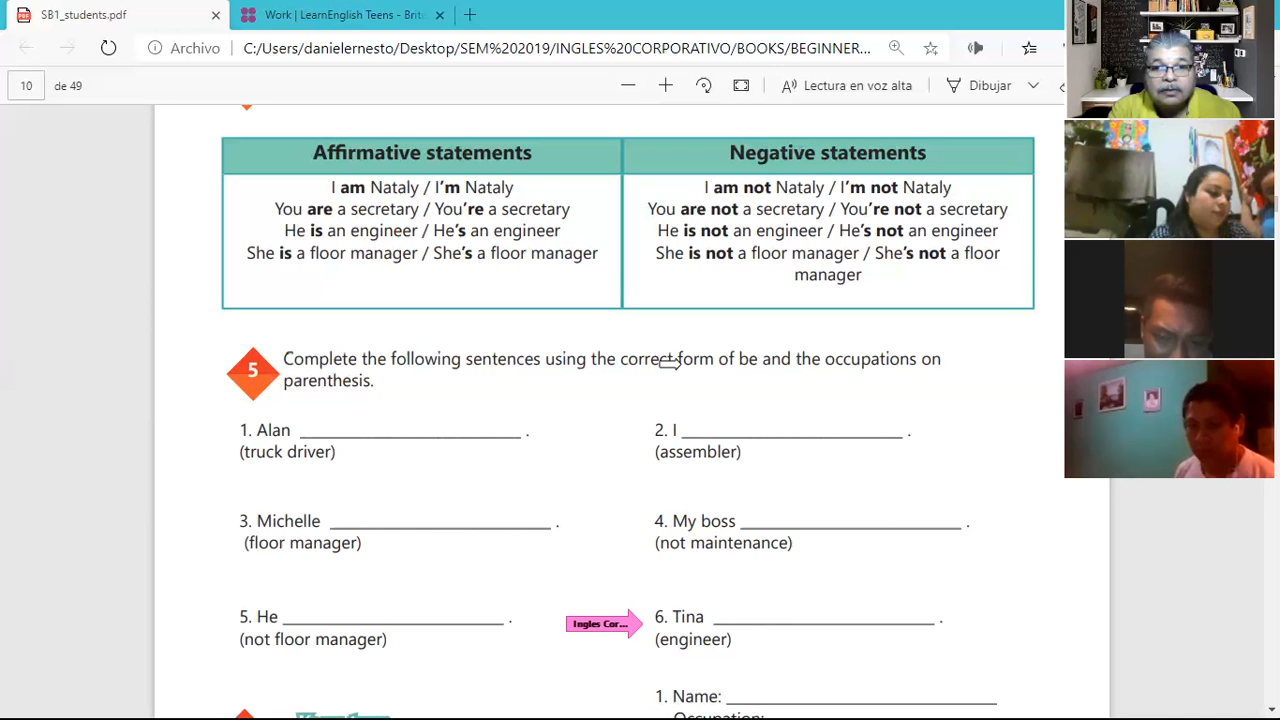 SB1_students.pdf
Work | LearnEnglish Teens - Briti
Archivo
C:/Users/daniahernesto/Desktop/SEM%202019/INGLES%20CORPORATIVO/BOOKS/BEGINNER...
10 de 49
Lectura en voz alta
Dibujar
Affirmative statements
Negative statements
I am Nataly / I'm Nataly
You are a secretary / You're a secretary
He is an engineer / He's an engineer
She is a floor manager / She's a floor manager
I am not Nataly / I'm not Nataly
You are not a secretary / You're not a secretary
He is not an engineer / He's not an engineer
She is not a floor manager / She's not a floor
manager
5
Complete the following sentences using the correct form of be and the occupations on
parenthesis.
1. Alan ________________________ .
(truck driver)
2. I ________________________ .
(assembler)
3. Michelle ________________________ .
(floor manager)
4. My boss ________________________ .
(not maintenance)
5. He ________________________ .
(not floor manager)
Ingles Cor...
6. Tina ________________________ .
(engineer)
1. Name: ______________________________
Occupation: